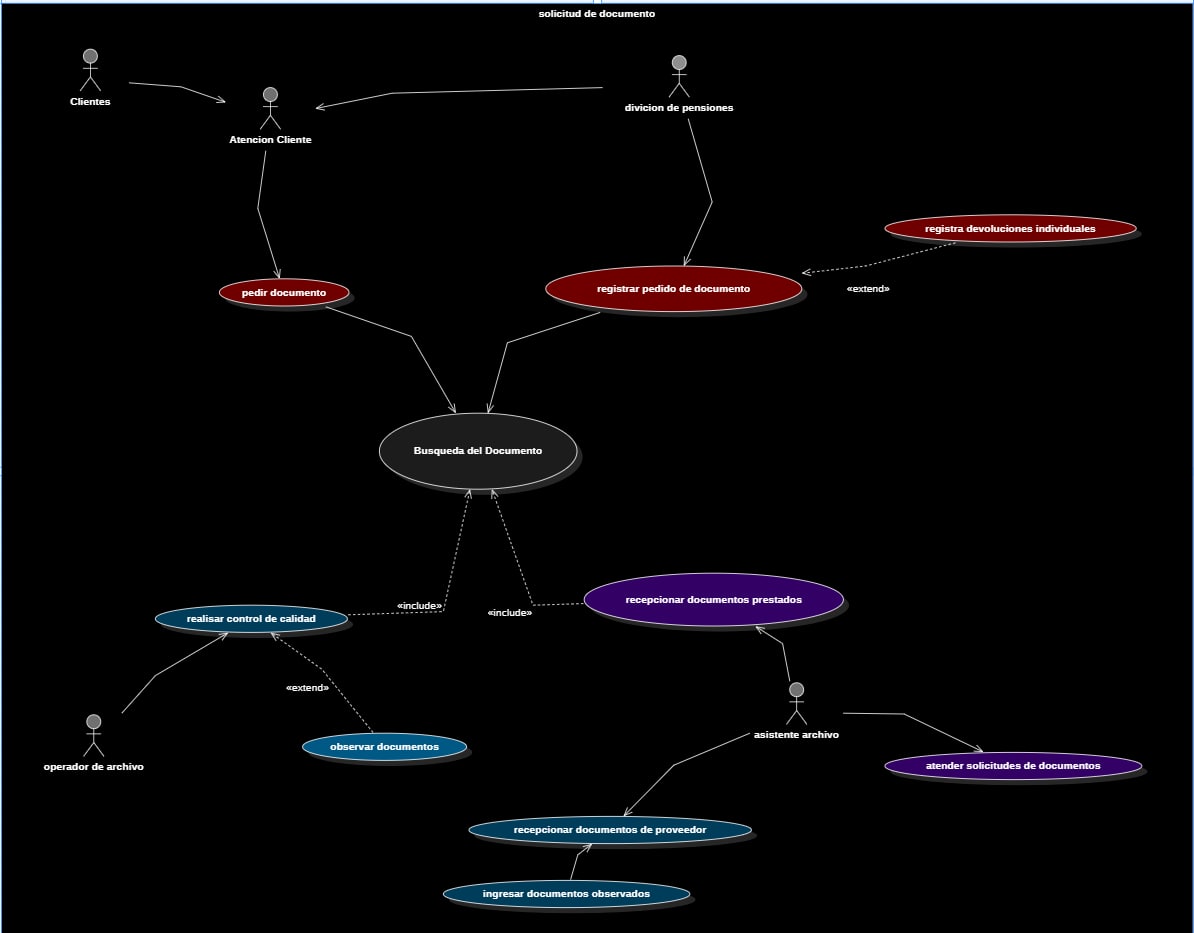 solicitud de documento
Clientes
Atencion Cliente
divicion de pensiones
registra devoluciones individuales
«extend»
pedir documento
registrar pedido de documento
Busqueda del Documento
«include»
«include»
realisar control de calidad
recepcionar documentos prestados
«extend»
operador de archivo
observar documentos
asistente archivo
atender solicitudes de documentos
recepcionar documentos de proveedor
ingresar documentos observados